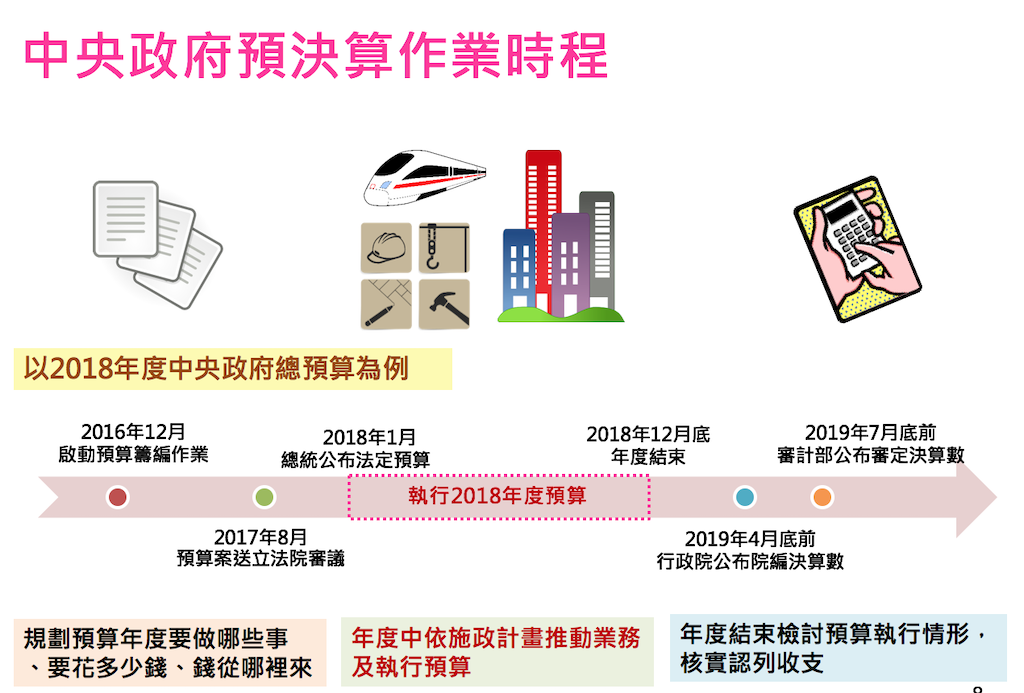 中央政府預決算作業時程
以2018年度中央政府總預算為例
2016年12月
啟動預算籌編作業
2018年1月
總統公布法定預算
2018年12月底
年度結束
2019年7月底前
審計部公布審定決算數
執行2018年度預算
2017年8月
預算案送立法院審議
2019年4月底前
行政院公布院編決算數
規劃預算年度要做哪些事
、要花多少錢、錢從哪裡來
年度中依施政計畫推動業務
及執行預算
年度結束檢討預算執行情形，
核實認列收支